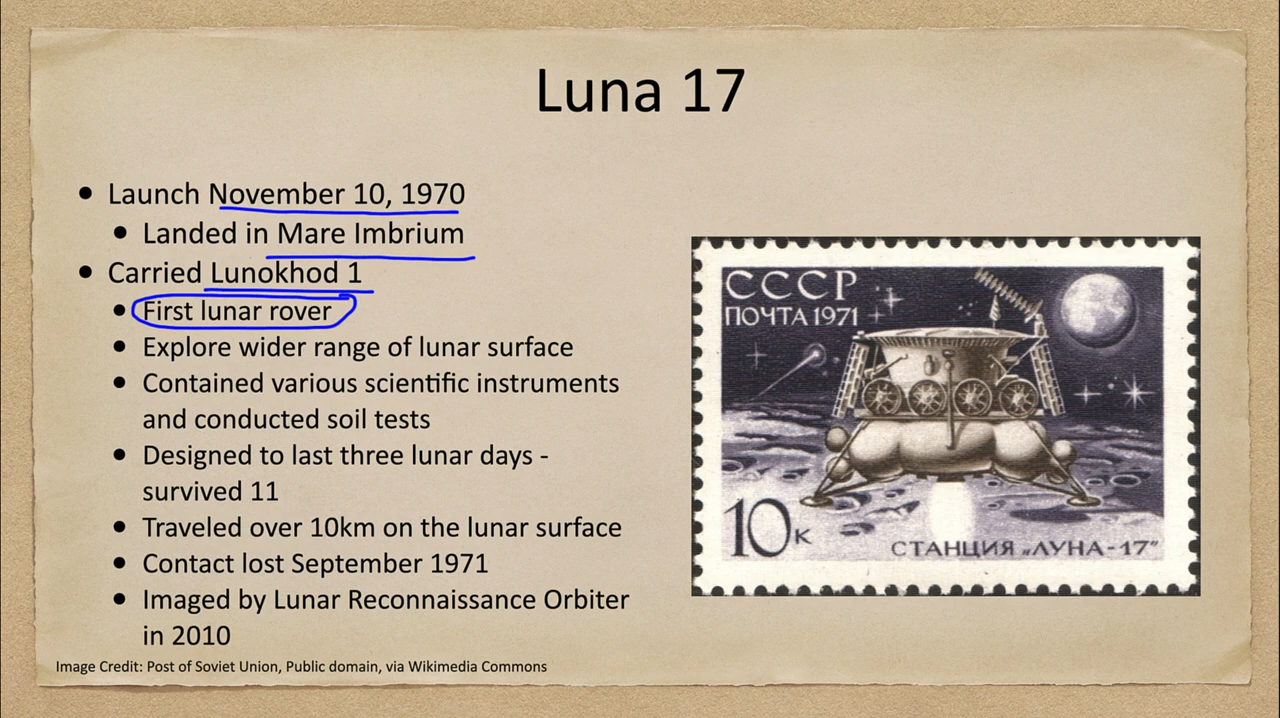 Luna 17
• Launch November 10, 1970
• Landed in Mare Imbrium
• Carried Lunokhod 1
• First lunar rover
• Explore wider range of lunar surface
• Contained various scientific instruments
and conducted soil tests
• Designed to last three lunar days -
survived 11
• Traveled over 10km on the lunar surface
• Contact lost September 1971
• Imaged by Lunar Reconnaissance Orbiter
in 2010
Image Credit: Post of Soviet Union, Public domain, via Wikimedia Commons
СССР
ПОЧТА 1971
10к
СТАНЦИЯ „ЛУНА-17”